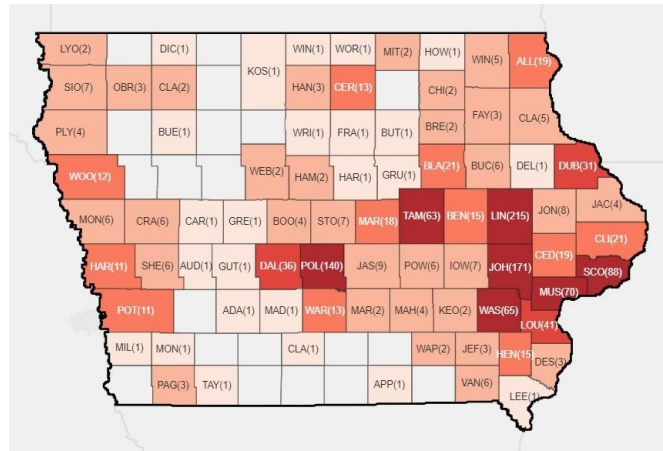 LYO(2) DIC(1) WIN(1) WOR(1) MIT(2) HOW(1) WIN(5) ALL(19)
KOS(1)
SIO(7) OBR(3) CLA(2) HAN(3) CER(13) CHI(2)
PLY(4) BUE(1) WRI(1) FRA(1) BUT(1) BRE(2) FAY(3) CLA(5)
WOO(12) WEB(2) HAM(2) HAR(1) GRU(1) BLA(21) BUC(6) DEL(1) DUB(31)
MON(6) CRA(6) CAR(1) GRE(1) BOO(4) STO(7) MAR(18) TAM(63) BEN(15) LIN(215) JON(8) JAC(4)
CLI(21)
HAR(11) SHE(6) AUD(1) GUT(1) DAL(36) POL(140) JAS(9) POW(6) IOW(7) JOH(171) CED(19) SCO(88)
MUS(70)
POT(11) ADA(1) MAD(1) WAR(13) MAR(2) MAH(4) KEO(2) WAS(65) LOU(41)
MIL(1) MON(1) CLA(1) WAP(2) JEF(3) HEN(15) DES(3)
PAG(3) TAY(1) APP(1) VAN(6) LEE(1)